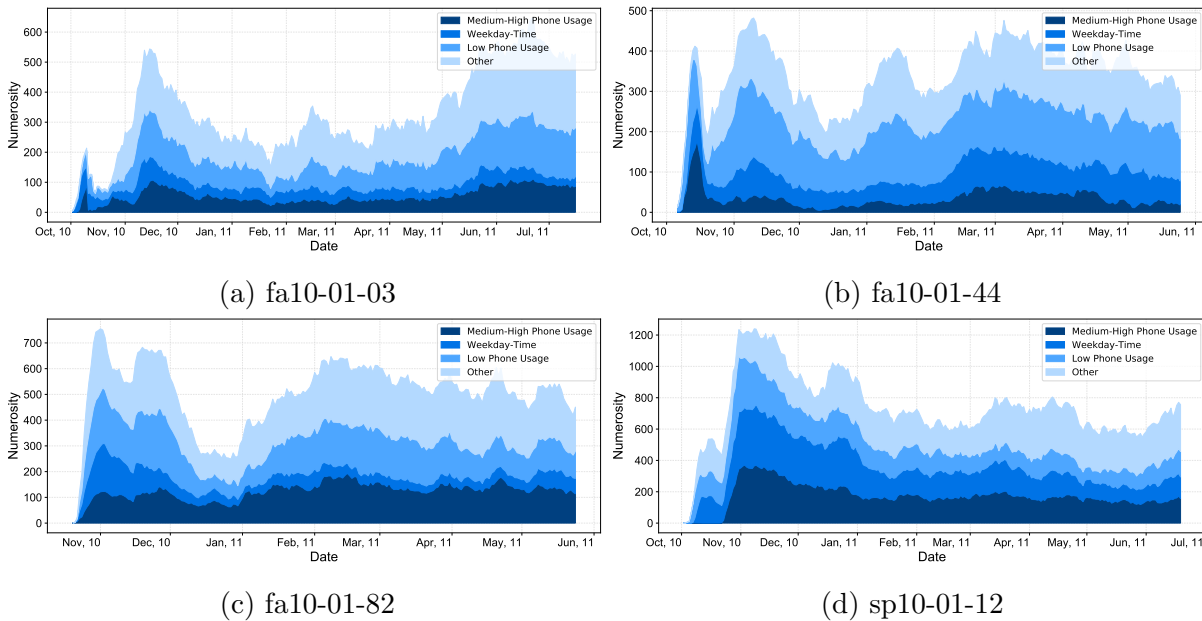 600
500
400
300
200
100
0
Numerosity
Medium-High Phone Usage
Weekday-Time
Low Phone Usage
Other
Oct, 10 Nov, 10 Dec, 10 Jan, 11 Feb, 11 Mar, 11 Apr, 11 May, 11 Jun, 11 Jul, 11
Date
(a) fa10-01-03
500
400
300
200
100
0
Numerosity
Medium-High Phone Usage
Weekday-Time
Low Phone Usage
Other
Oct, 10 Nov, 10 Dec, 10 Jan, 11 Feb, 11 Mar, 11 Apr, 11 May, 11 Jun, 11
Date
(b) fa10-01-44
700
600
500
400
300
200
100
0
Numerosity
Medium-High Phone Usage
Weekday-Time
Low Phone Usage
Other
Nov, 10 Dec, 10 Jan, 11 Feb, 11 Mar, 11 Apr, 11 May, 11 Jun, 11
Date
(c) fa10-01-82
1200
1000
800
600
400
200
0
Numerosity
Medium-High Phone Usage
Weekday-Time
Low Phone Usage
Other
Oct, 10 Nov, 10 Dec, 10 Jan, 11 Feb, 11 Mar, 11 Apr, 11 May, 11 Jun, 11 Jul, 11
Date
(d) sp10-01-12